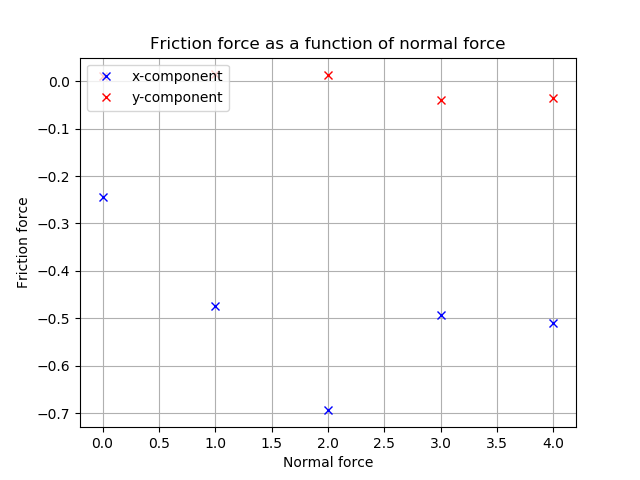 Friction force as a function of normal force
x-component
y-component
0.0
−0.1
−0.2
−0.3
−0.4
−0.5
−0.6
−0.7
Friction force
0.0 0.5 1.0 1.5 2.0 2.5 3.0 3.5 4.0
Normal force